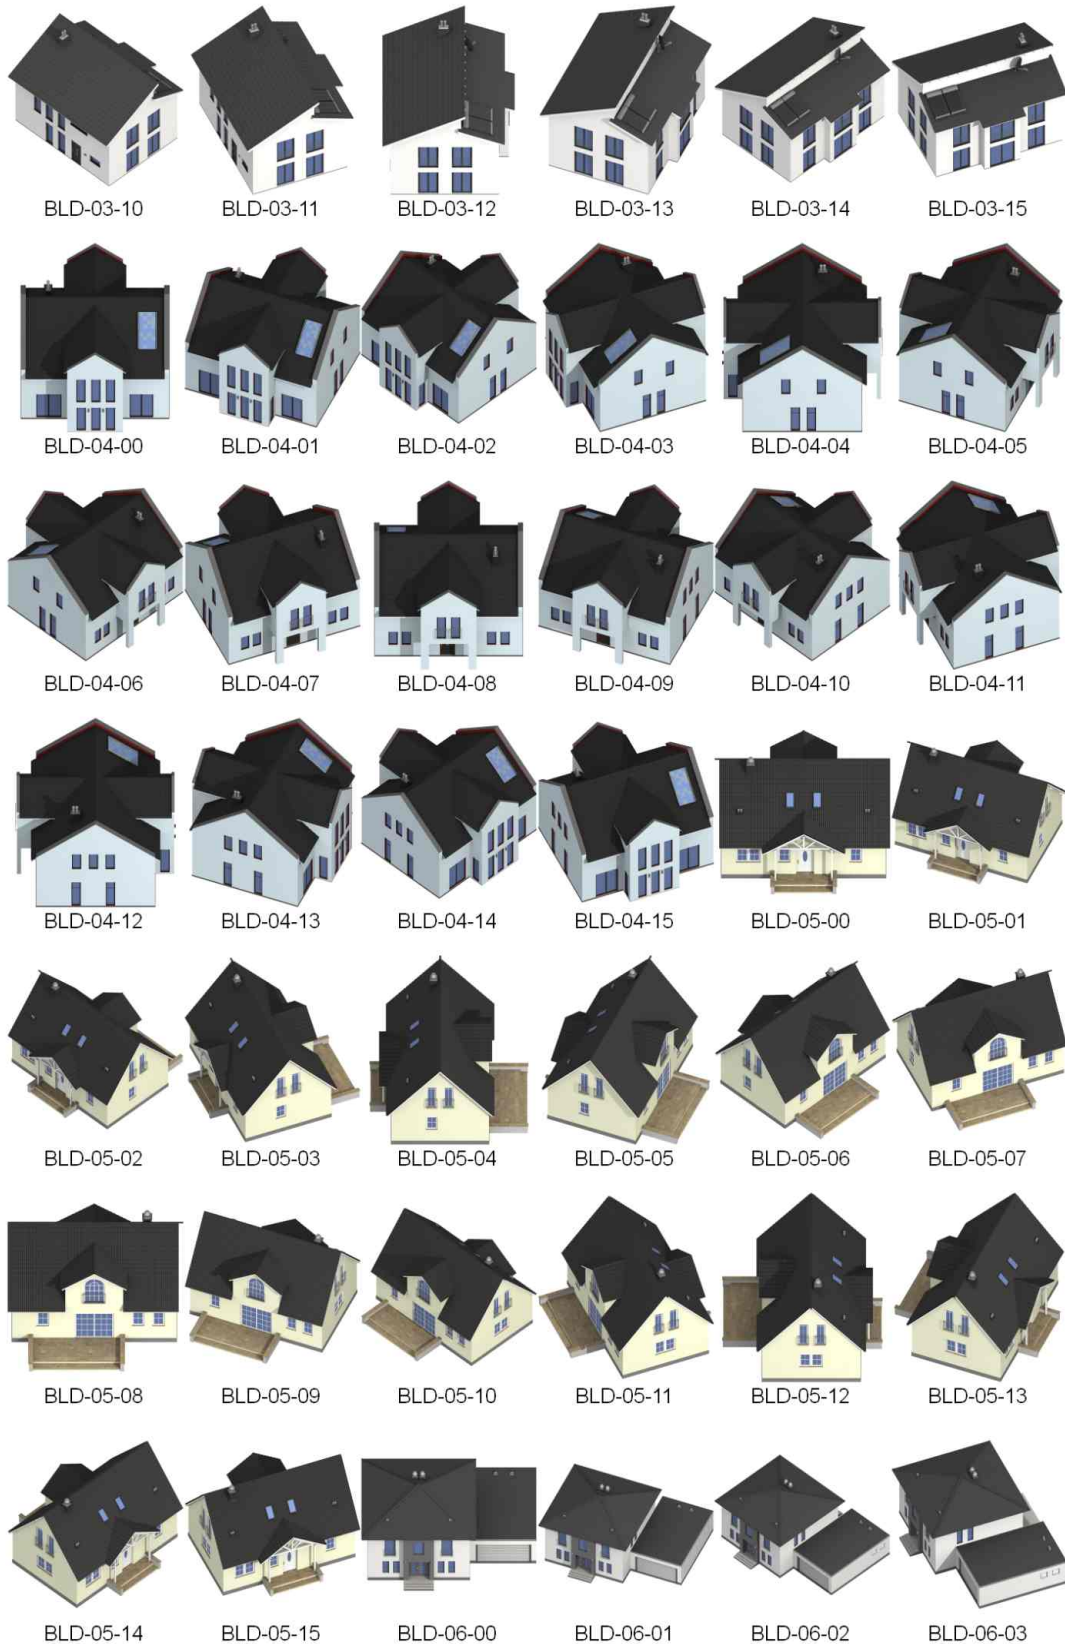 BLD-03-10 BLD-03-11 BLD-03-12 BLD-03-13 BLD-03-14 BLD-03-15
BLD-04-00 BLD-04-01 BLD-04-02 BLD-04-03 BLD-04-04 BLD-04-05
BLD-04-06 BLD-04-07 BLD-04-08 BLD-04-09 BLD-04-10 BLD-04-11
BLD-04-12 BLD-04-13 BLD-04-14 BLD-04-15 BLD-05-00 BLD-05-01
BLD-05-02 BLD-05-03 BLD-05-04 BLD-05-05 BLD-05-06 BLD-05-07
BLD-05-08 BLD-05-09 BLD-05-10 BLD-05-11 BLD-05-12 BLD-05-13
BLD-05-14 BLD-05-15 BLD-06-00 BLD-06-01 BLD-06-02 BLD-06-03